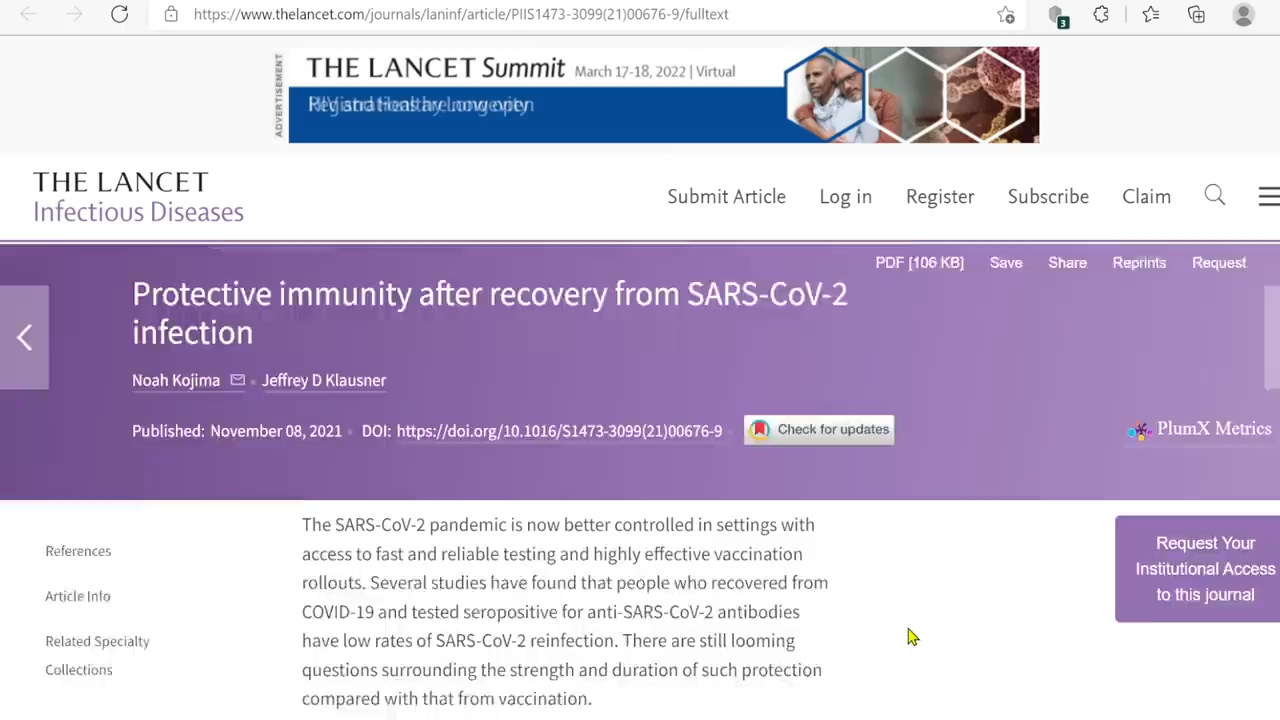 https://www.thelancet.com/journals/laninf/article/PIIS1473-3099(21)00676-9/fulltext
3
ADVERTISEMENT
THE LANCET Summit March 17-18, 2022 | Virtual
THE LANCET
Infectious Diseases
Submit Article Log in Register Subscribe Claim
PDF [106 KB] Save Share Reprints Request
Protective immunity after recovery from SARS-CoV-2
infection
Noah Kojima Jeffrey D Klausner
Published: November 08, 2021 DOI: https://doi.org/10.1016/S1473-3099(21)00676-9 Check for updates
PlumX Metrics
References
Article Info
Related Specialty
Collections
The SARS-CoV-2 pandemic is now better controlled in settings with
access to fast and reliable testing and highly effective vaccination
rollouts. Several studies have found that people who recovered from
COVID-19 and tested seropositive for anti-SARS-CoV-2 antibodies
have low rates of SARS-CoV-2 reinfection. There are still looming
questions surrounding the strength and duration of such protection
compared with that from vaccination.
Request Your
Institutional Access
to this journal